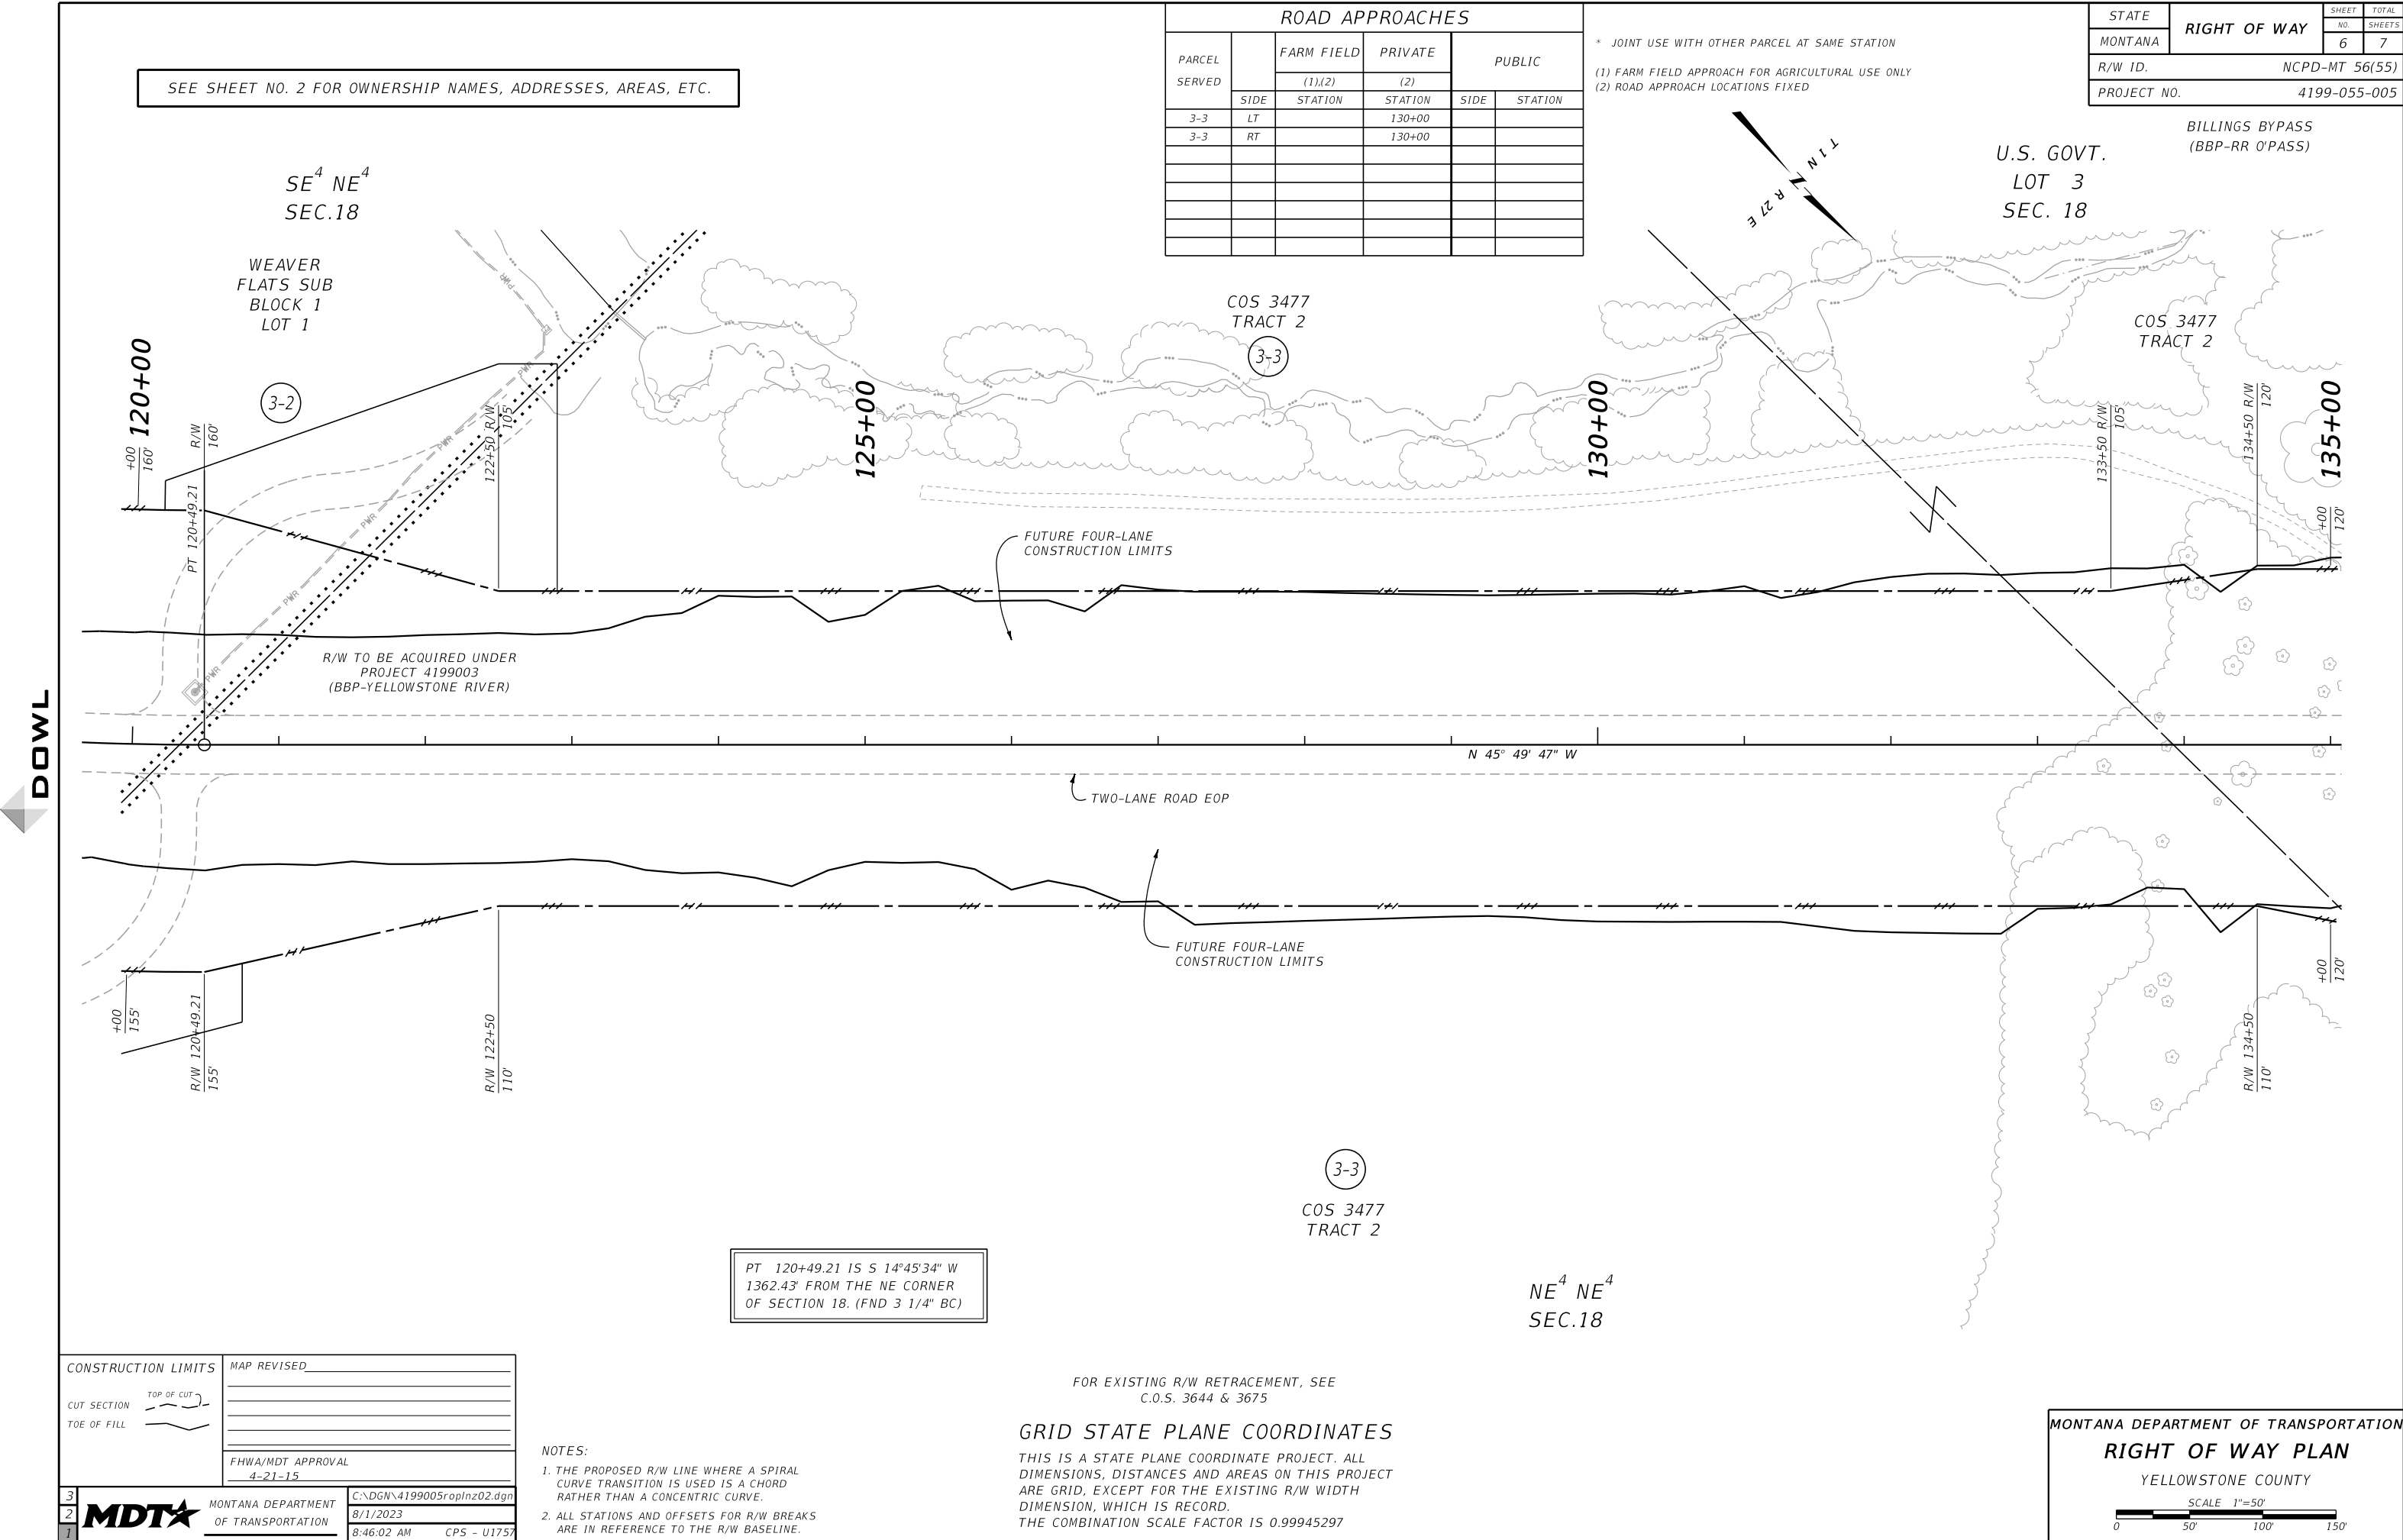 ROAD APPROACHES
PARCEL SERVED
FARM FIELD
PRIVATE
PUBLIC
(1),(2)
(2)
SIDE STATION STATION SIDE STATION
3-3 LT 130+00
3-3 RT 130+00
* JOINT USE WITH OTHER PARCEL AT SAME STATION
(1) FARM FIELD APPROACH FOR AGRICULTURAL USE ONLY
(2) ROAD APPROACH LOCATIONS FIXED
STATE
MONTANA
RIGHT OF WAY
SHEET NO.
6
TOTAL SHEETS
7
R/W ID. NCPD-MT 56(55)
PROJECT NO. 4199-055-005
BILLINGS BYPASS
(BBP-RR O'PASS)
SEE SHEET NO. 2 FOR OWNERSHIP NAMES, ADDRESSES, AREAS, ETC.
SE4 NE4
SEC.18
WEAVER
FLATS SUB
BLOCK 1
LOT 1
3-2
T 1 N
R 27 E
Z
U.S. GOVT.
LOT 3
SEC. 18
COS 3477
TRACT 2
3-3
COS 3477
TRACT 2
120+00
+00
160'
R/W
160'
PT 120+49.21
122+50 R/W
105'
125+00
130+00
133+50 R/W
105'
134+50 R/W
120'
135+00
+00
120'
PWR
PWR
PWR
PWR
PWR
PWR
FUTURE FOUR-LANE
CONSTRUCTION LIMITS
R/W TO BE ACQUIRED UNDER
PROJECT 4199003
(BBP-YELLOWSTONE RIVER)
N 45° 49' 47" W
TWO-LANE ROAD EOP
FUTURE FOUR-LANE
CONSTRUCTION LIMITS
+00
155'
R/W 120+49.21
155'
R/W 122+50
110'
R/W 134+50
110'
+00
120'
DOWL
3-3
COS 3477
TRACT 2
PT 120+49.21 IS S 14°45'34" W
1362.43' FROM THE NE CORNER
OF SECTION 18. (FND 3 1/4" BC)
NE4 NE4
SEC.18
CONSTRUCTION LIMITS
TOP OF CUT
CUT SECTION
TOE OF FILL
MAP REVISED
FHWA/MDT APPROVAL
4-21-15
3
2
1
MDT
MONTANA DEPARTMENT
OF TRANSPORTATION
C:\DGN\4199005roplnz02.dgn
8/1/2023
8:46:02 AM CPS - U1757
NOTES:
1. THE PROPOSED R/W LINE WHERE A SPIRAL
CURVE TRANSITION IS USED IS A CHORD
RATHER THAN A CONCENTRIC CURVE.
2. ALL STATIONS AND OFFSETS FOR R/W BREAKS
ARE IN REFERENCE TO THE R/W BASELINE.
FOR EXISTING R/W RETRACEMENT, SEE
C.O.S. 3644 & 3675
GRID STATE PLANE COORDINATES
THIS IS A STATE PLANE COORDINATE PROJECT. ALL
DIMENSIONS, DISTANCES AND AREAS ON THIS PROJECT
ARE GRID, EXCEPT FOR THE EXISTING R/W WIDTH
DIMENSION, WHICH IS RECORD.
THE COMBINATION SCALE FACTOR IS 0.99945297
MONTANA DEPARTMENT OF TRANSPORTATION
RIGHT OF WAY PLAN
YELLOWSTONE COUNTY
SCALE 1"=50'
0 50' 100' 150'